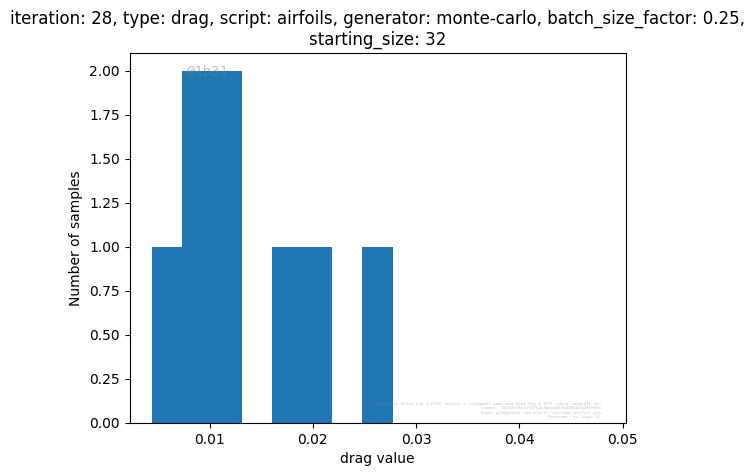 iteration: 28, type: drag, script: airfoils, generator: monte-carlo, batch_size_factor: 0.25,
starting_size: 32
@1b31
2.00
1.75
1.50
1.25
1.00
0.75
0.50
0.25
0.00
Number of samples
0.01
0.02
0.03
0.04
0.05
drag value